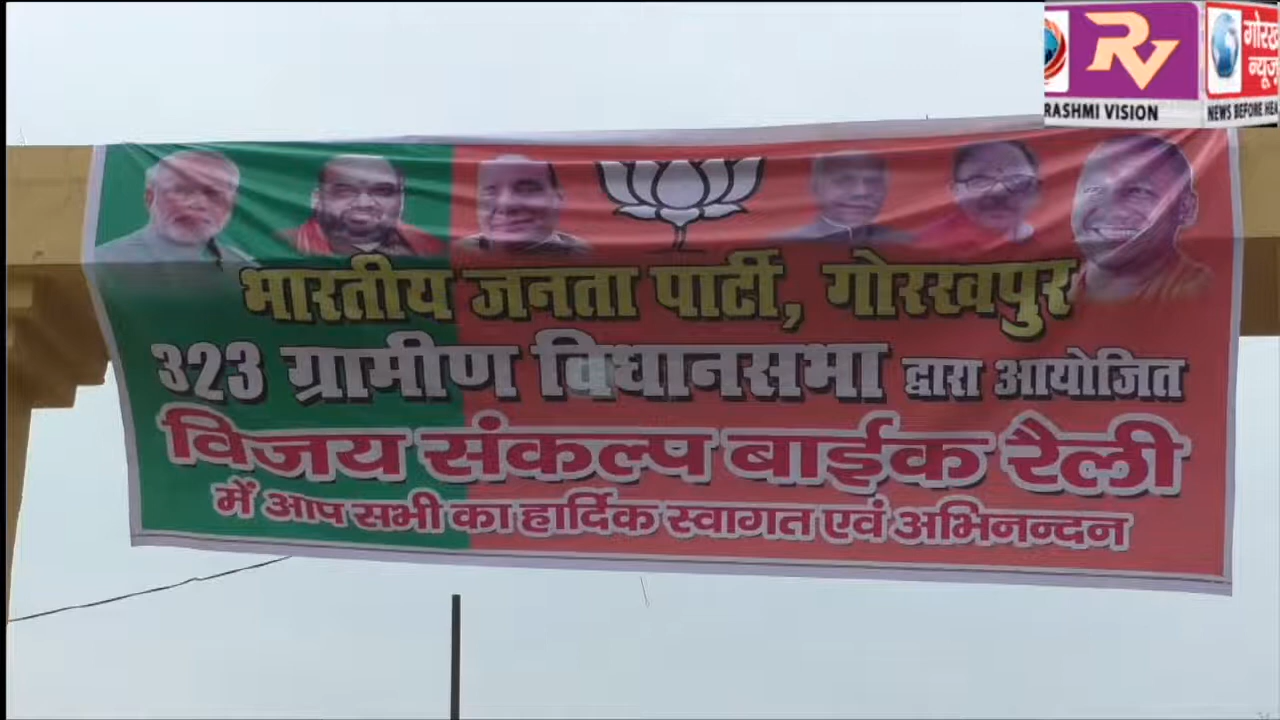 RV
RASHMI VISION
गोरख
न्यूज़
NEWS BEFORE HEA
भारतीय जनता पार्टी, गोरखपुर
323 ग्रामीण विधानसभा द्वारा आयोजित
विजय संकल्प बाईक रैली
में आप सभी का हार्दिक स्वागत एवं अभिनन्दन